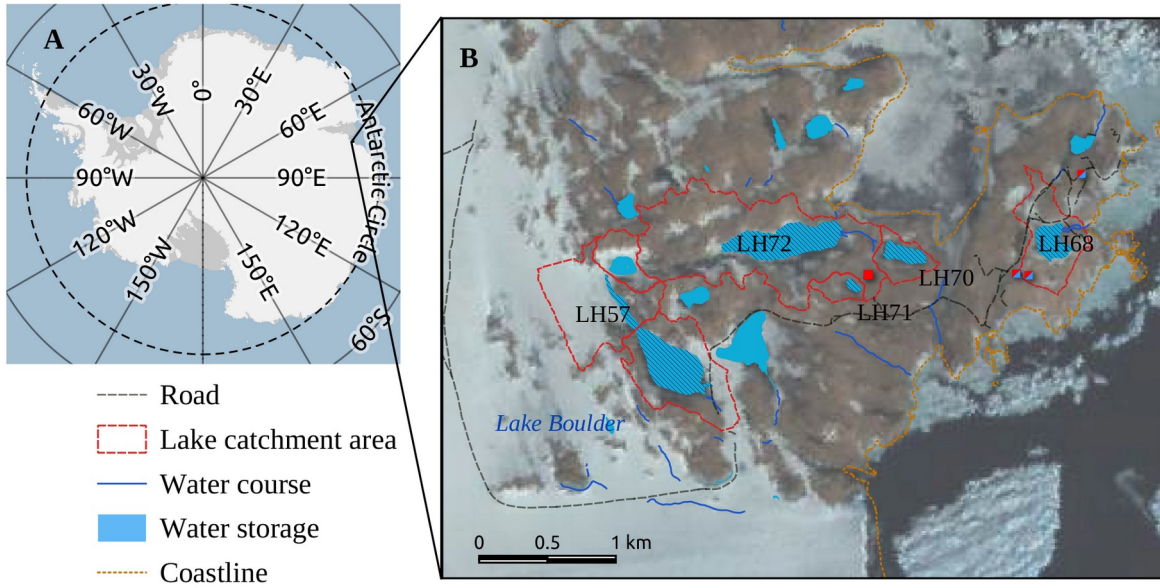 A
0°
30°E
60°E
90°E
120°E
150°E
150°W
120°W
90°W
60°W
30°W
Antarctic Circle
60°S
Road
Lake catchment area
Water course
Water storage
Coastline
B
LH72
LH68
LH70
LH71
LH57
Lake Boulder
0 0.5 1 km